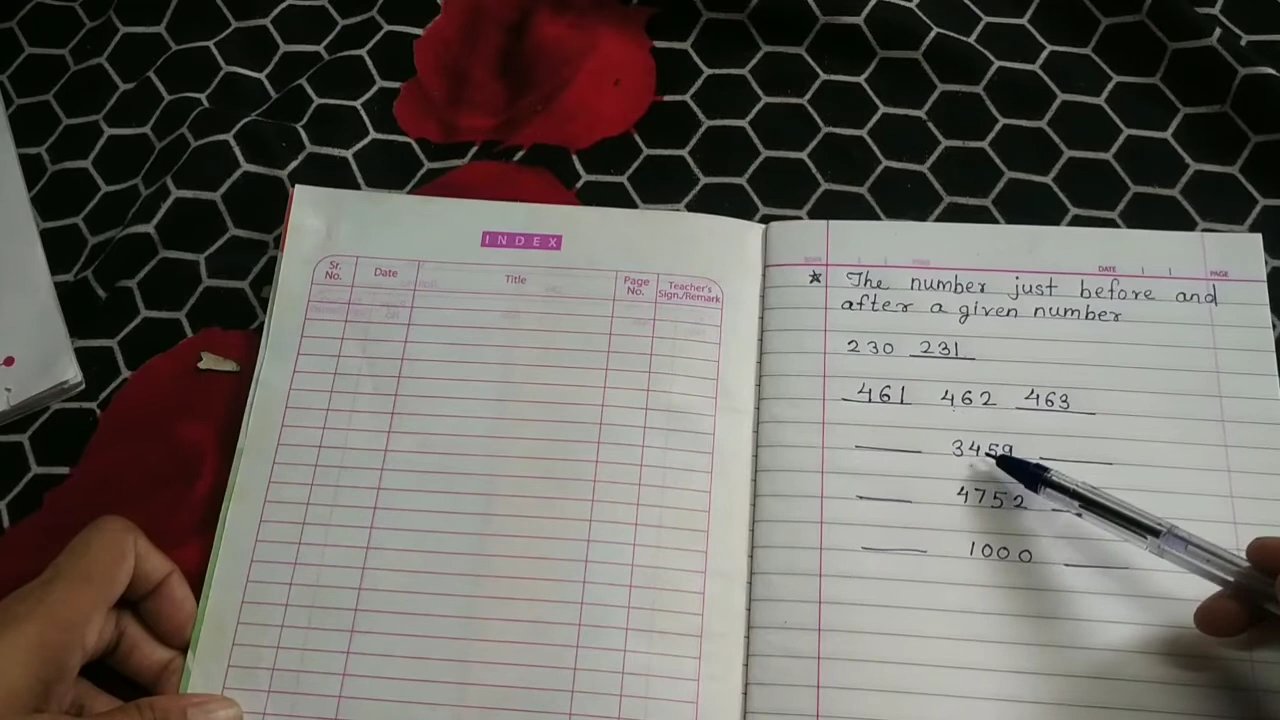 INDEX
Sr. No. Date Title Page No. Teacher's Sign./Remark
DATE PAGE
★ The number just before and
after a given number
230 231
461 462 463
3459
4752
1000